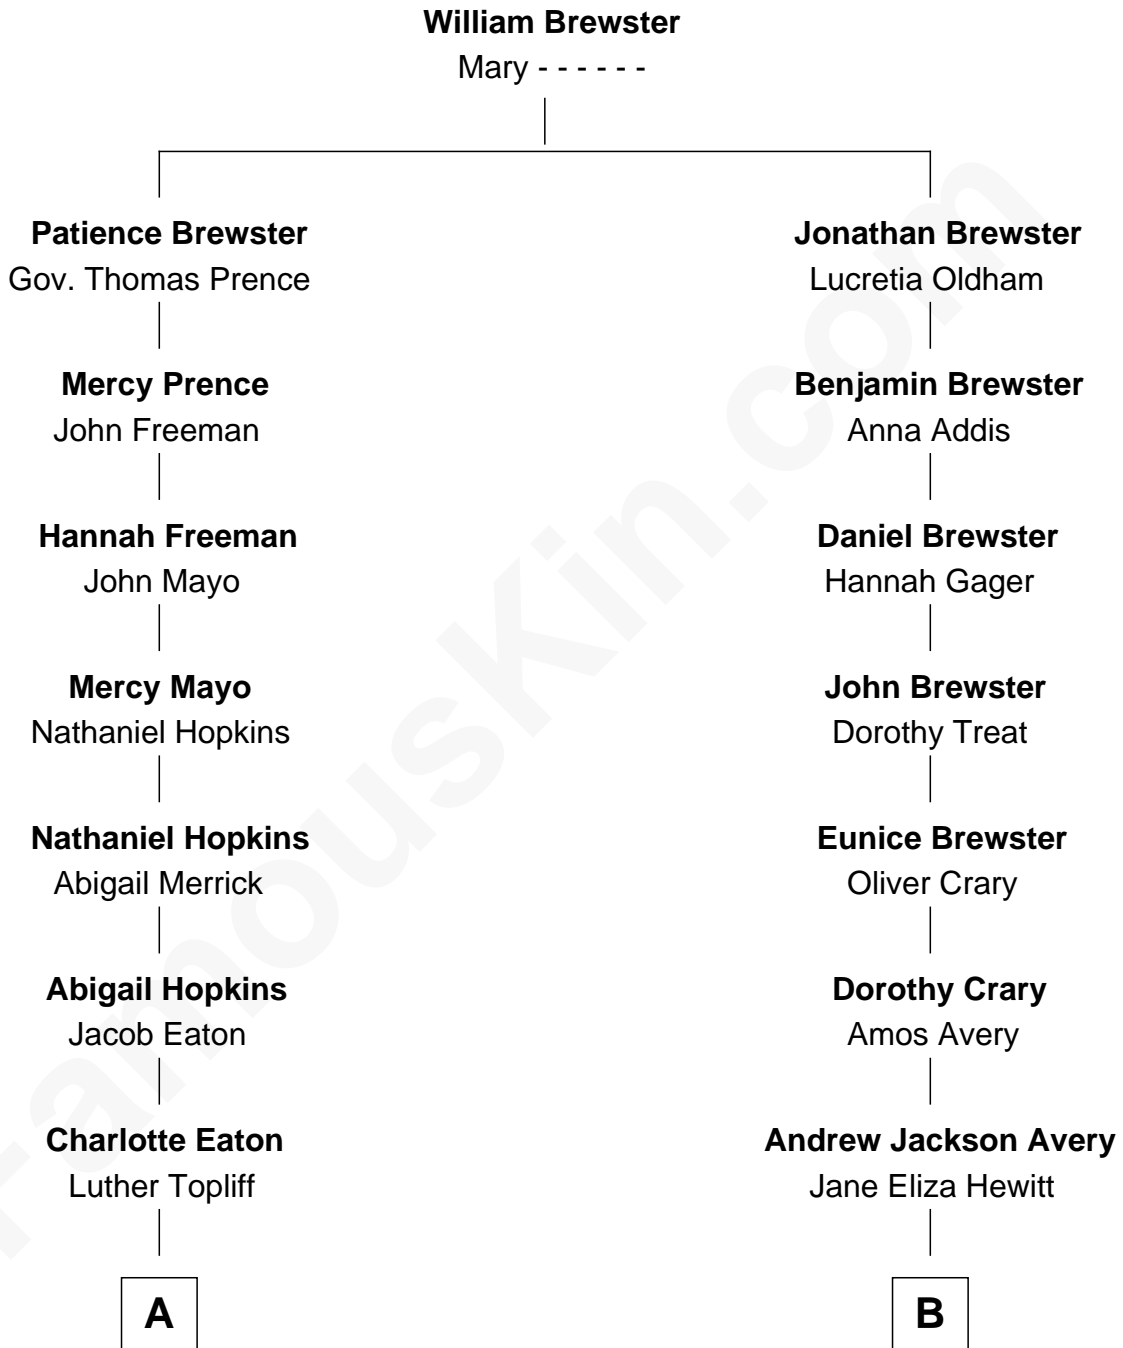 William Brewster
Mary - - - - - -
Patience Brewster
Gov. Thomas Prence
Jonathan Brewster
Lucretia Oldham
Mercy Prence
John Freeman
Benjamin Brewster
Anna Addis
Hannah Freeman
John Mayo
Daniel Brewster
Hannah Gager
Mercy Mayo
Nathaniel Hopkins
John Brewster
Dorothy Treat
Nathaniel Hopkins
Abigail Merrick
Eunice Brewster
Oliver Crary
Abigail Hopkins
Jacob Eaton
Dorothy Crary
Amos Avery
Charlotte Eaton
Luther Topliff
Andrew Jackson Avery
Jane Eliza Hewitt
A
B
FamousKin.com